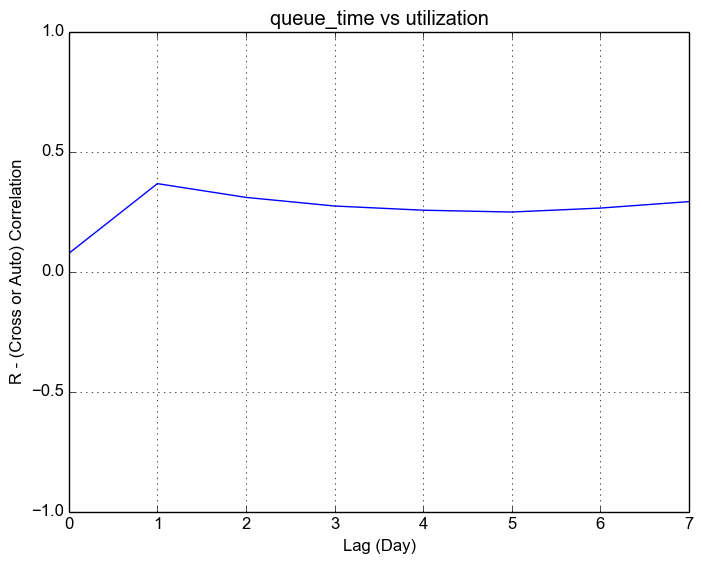 queue_time vs utilization
1.0
0.5
0.0
−0.5
−1.0
R - (Cross or Auto) Correlation
0 1 2 3 4 5 6 7
Lag (Day)